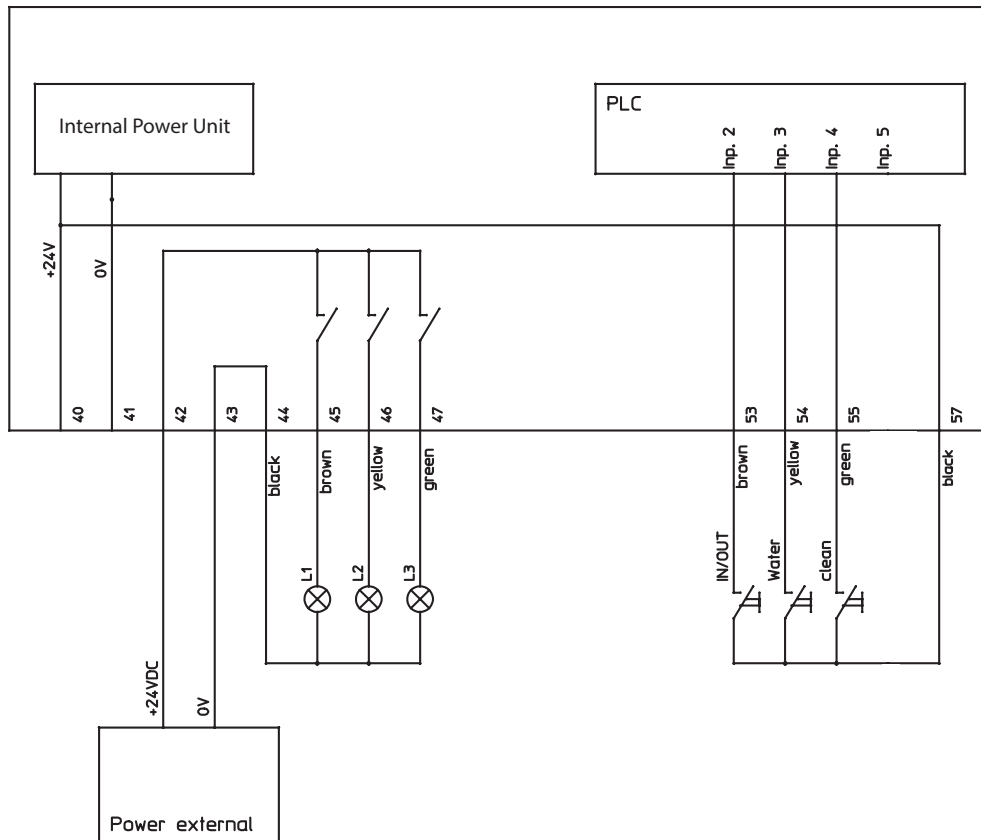 Internal Power Unit
PLC
Inp. 2
Inp. 3
Inp. 4
Inp. 5
+24V
0V
40
41
42
43
44
45
46
47
53
54
55
57
black
brown
yellow
green
brown
yellow
green
black
L1
L2
L3
IN/OUT
Water
clean
+24VDC
0V
Power external